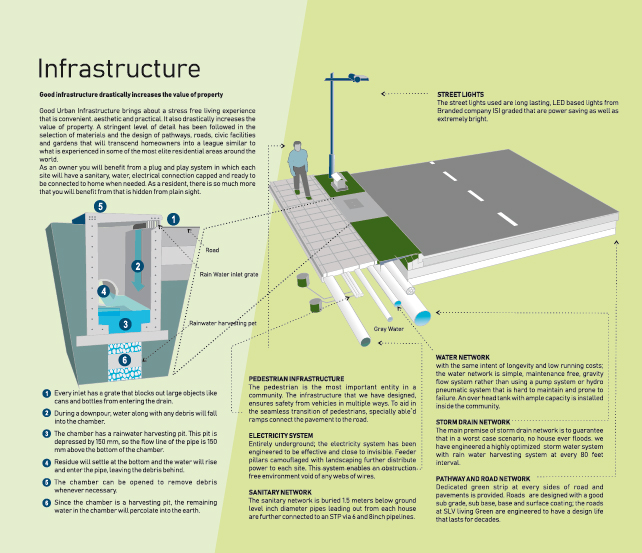 Infrastructure
Good infrastructure drastically increases the value of property
Good Urban Infrastructure brings about a stress free living experience
that is convenient. aesthetic and practical. It also drastically increases the
value of property. A stringent level of detail has been followed in the
selection of materials and the design of pathways, roads, civic facilities
and gardens that will transcend homeowners into a league similar to
what is experienced in some of the most elite residential areas around the
world.
As an owner you will benefit from a plug and play system in which each
site will have a sanitary, water, electrical connection capped and ready to
be connected to home when needed. As a resident, there is so much more
that you will benefit from that is hidden from plain sight.
STREET LIGHTS
The street lights used are long lasting, LED based lights from
Branded company (S) graded that are power saving as well as
extremely bright.
5
1
2
4
3
6
Road
Rain Water inlet grate
Rainwater harvesting pet
Gray Water
1 Every inlet has a grate that blocks out large objects like
cans and bottles from entering the drain.
2 During a downpour, water along with any debris will fall
into the chamber.
3 The chamber has a rainwater harvesting pit. This pit is
depressed by 150 mm, so the flow line of the pipe is 150
mm above the bottom of the chamber.
4 Residue will settle at the bottom and the water will rise
and enter the pipe, leaving the debris behind.
5 The chamber can be opened to remove debris
whenever necessary.
6 Since the chamber is a harvesting pit, the remaining
water in the chamber will percolate into the earth.
PEDESTRIAN INFRASTRUCTURE
The pedestrian is the most important entity in a
community. The infrastructure that we have designed,
ensures safety from vehicles in multiple ways. To aid in
the seamless transition of pedestrians, specially able'd
ramps connect the pavement to the road.
ELECTRICITY SYSTEM
Entirely underground; the electricity system has been
engineered to be effective and close to invisible. Feeder
pillars camouflaged with landscaping further distribute
power to each site. This system enables an obstruction
free environment void of any webs of wires.
SANITARY NETWORK
The sanitary network is buried 1.5 meters below ground
level inch diameter pipes leading out from each house
are further connected to an STP via 6 and 8inch pipelines.
WATER NETWORK
with the same intent of longevity and low running costs;
the water network is simple, maintenance free, gravity
flow system rather than using a pump system or hydro
pneumatic system that is hard to maintain and prone to
failure. An over head tank with ample capacity is installed
inside the community.
STORM DRAIN NETWORK
The main promise of storm drain network is to guarantee
that in a worst case scenario, no house ever floods. we
have engineered a highly optimized storm water system
with rain water harvesting system at every 80 feet
interval.
PATHWAY AND ROAD NETWORK
Dedicated green strip at every sides of road and
pavements is provided. Roads are designed with a good
sub grade, sub base, base and surface coating, the roads
at SLV living Green are engineered to have a design life
that lasts for decades.